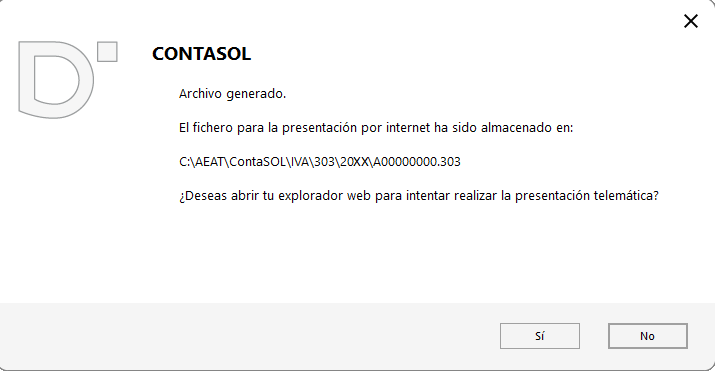 CONTASOL
Archivo generado.
El fichero para la presentación por internet ha sido almacenado en:
C:\AEAT\ContaSOL\IVA\303\20XX\A00000000.303
¿Deseas abrir tu explorador web para intentar realizar la presentación telemática?
Sí
No